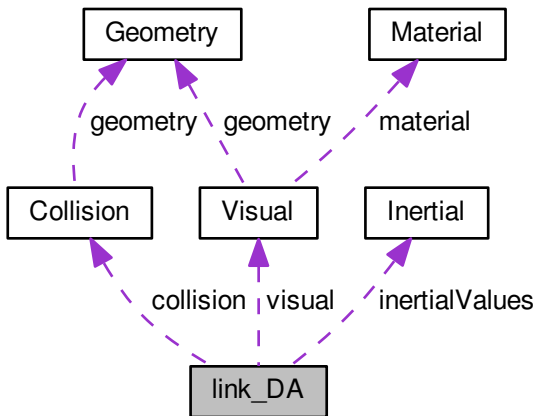 Geometry
Material
geometry
geometry
material
Collision
Visual
Inertial
collision
visual
inertialValues
link_DA